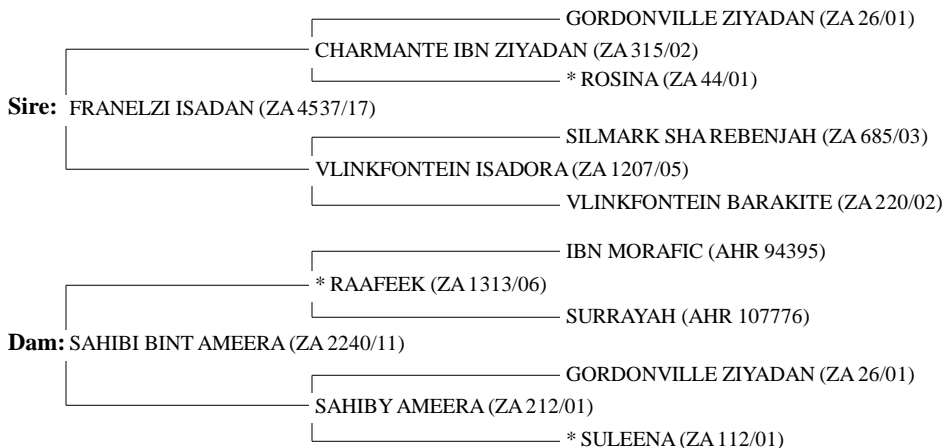 GORDONVILLE ZIYADAN (ZA 26/01)
CHARMANTE IBN ZIYADAN (ZA 315/02)
* ROSINA (ZA 44/01)
Sire: FRANELZI ISADAN (ZA 4537/17)
SILMARK SHA REBENJAH (ZA 685/03)
VLINKFONTEIN ISADORA (ZA 1207/05)
VLINKFONTEIN BARAKITE (ZA 220/02)
IBN MORAFIC (AHR 94395)
* RAAFEEK (ZA 1313/06)
SURRAYAH (AHR 107776)
Dam: SAHIBI BINT AMEERA (ZA 2240/11)
GORDONVILLE ZIYADAN (ZA 26/01)
SAHIBY AMEERA (ZA 212/01)
* SULEENA (ZA 112/01)